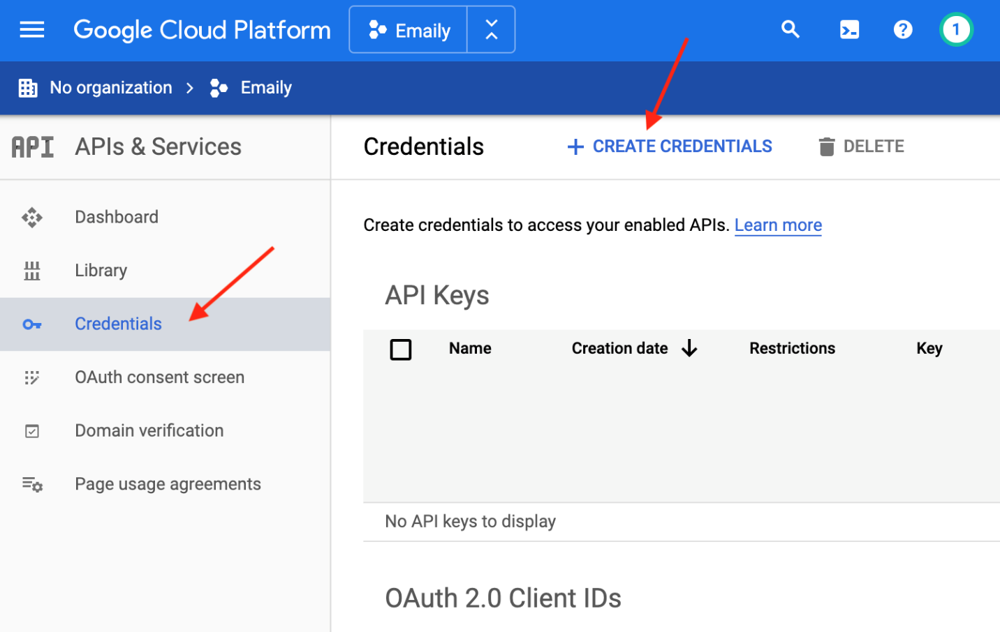 Google Cloud Platform
Emaily
1
No organization
Emaily
API
APIs & Services
Credentials
CREATE CREDENTIALS
DELETE
Dashboard
Library
Credentials
OAuth consent screen
Domain verification
Page usage agreements
Create credentials to access your enabled APIs. Learn more
API Keys
Name
Creation date
Restrictions
Key
No API keys to display
OAuth 2.0 Client IDs